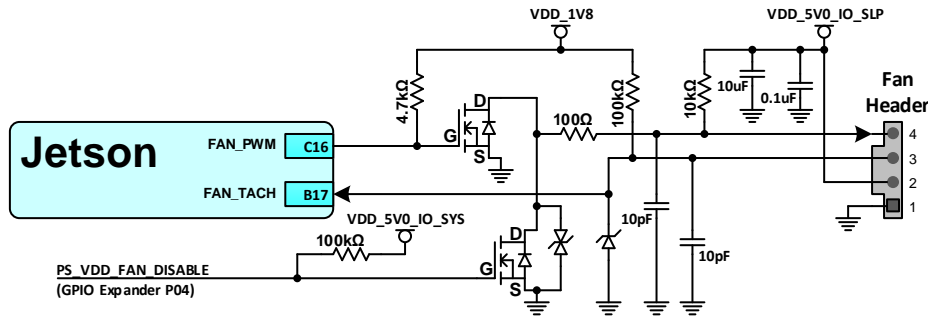 VDD_1V8
VDD_5V0_IO_SLP
4.7kΩ
100kΩ
10kΩ
10uF
0.1uF
Fan
Header
Jetson
FAN_PWM
C16
G
D
S
100Ω
4
3
2
1
FAN_TACH
B17
VDD_5V0_IO_SYS
100kΩ
10pF
10pF
D
G
S
PS_VDD_FAN_DISABLE
(GPIO Expander P04)